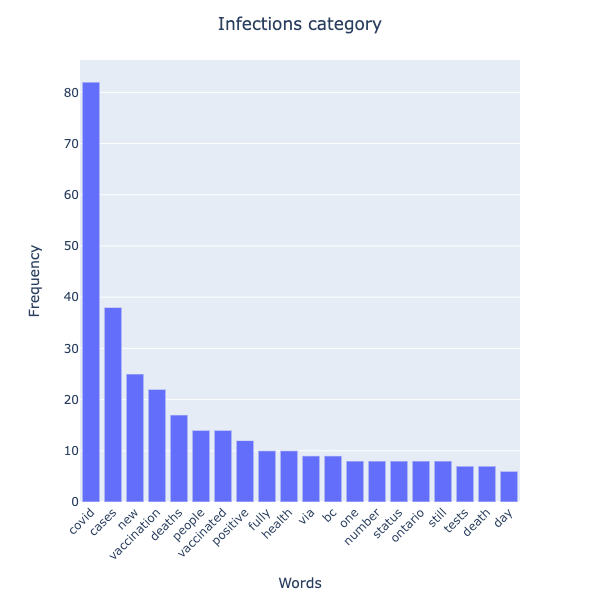 Infections category
Frequency
80
70
60
50
40
30
20
10
0
covid
cases
new
vaccination
deaths
people
vaccinated
positive
fully
health
via
bc
one
number
status
ontario
still
tests
death
day
Words